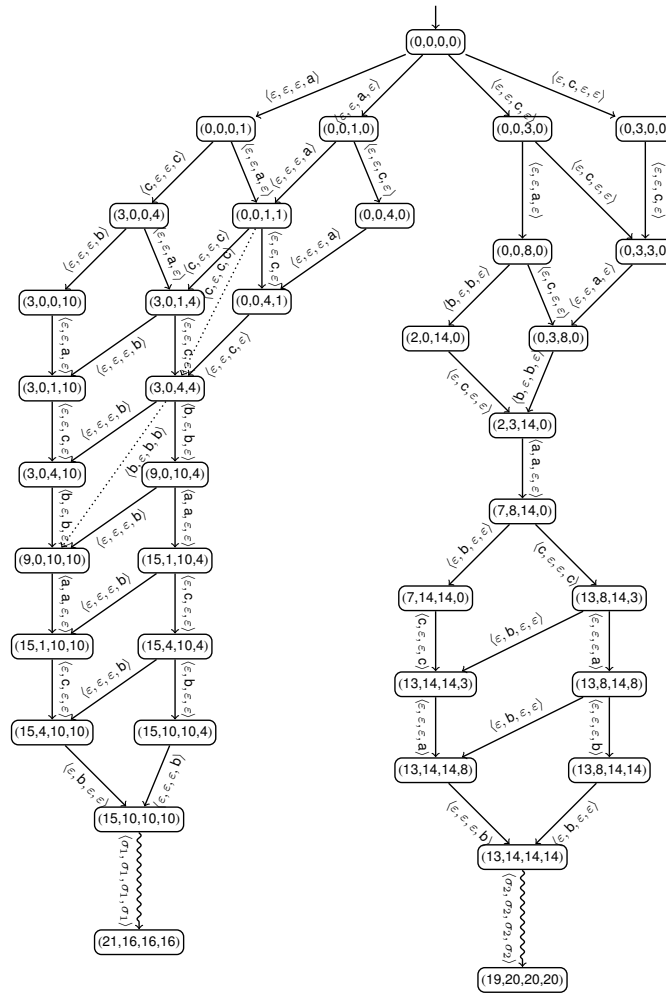 (0,0,0,0)
⟨ε, ε, ε, a⟩
⟨ε, ε, a, ε⟩
⟨ε, ε, c, ε⟩
⟨ε, c, ε, ε⟩
(0,0,0,1)
(0,0,1,0)
(0,0,3,0)
(0,3,0,0)
⟨c, ε, ε, c⟩
⟨ε, ε, a, ε⟩
⟨ε, ε, ε, a⟩
⟨ε, ε, c, ε⟩
⟨ε, ε, a, ε⟩
⟨ε, c, ε, ε⟩
⟨ε, ε, c, ε⟩
(3,0,0,4)
(0,0,1,1)
(0,0,4,0)
⟨ε, ε, ε, b⟩
⟨ε, ε, a, ε⟩
⟨c, ε, ε, c⟩
⟨c, ε, c, c⟩
⟨ε, ε, c, ε⟩
⟨ε, ε, ε, a⟩
(0,0,8,0)
(0,3,3,0)
(3,0,0,10)
(3,0,1,4)
(0,0,4,1)
⟨b, ε, b, ε⟩
⟨ε, c, ε, ε⟩
⟨ε, ε, a, ε⟩
⟨ε, ε, a, ε⟩
⟨ε, ε, ε, b⟩
⟨ε, ε, c, ε⟩
⟨ε, ε, c, ε⟩
(2,0,14,0)
(0,3,8,0)
(3,0,1,10)
(3,0,4,4)
⟨ε, c, ε, ε⟩
⟨b, ε, b, ε⟩
⟨ε, ε, c, ε⟩
⟨ε, ε, ε, b⟩
⟨b, ε, b, b⟩
⟨b, ε, b, ε⟩
(2,3,14,0)
⟨a, a, ε, ε⟩
(3,0,4,10)
(9,0,10,4)
⟨b, ε, b, ε⟩
⟨ε, ε, ε, b⟩
⟨a, a, ε, ε⟩
(7,8,14,0)
⟨ε, b, ε, ε⟩
⟨c, ε, ε, c⟩
(9,0,10,10)
(15,1,10,4)
⟨a, a, ε, ε⟩
⟨ε, ε, ε, b⟩
⟨ε, c, ε, ε⟩
(7,14,14,0)
(13,8,14,3)
⟨c, ε, ε, c⟩
⟨ε, b, ε, ε⟩
⟨ε, ε, ε, a⟩
(15,1,10,10)
(15,4,10,4)
⟨ε, c, ε, ε⟩
⟨ε, ε, ε, b⟩
⟨ε, b, ε, ε⟩
(13,14,14,3)
(13,8,14,8)
⟨ε, ε, ε, a⟩
⟨ε, b, ε, ε⟩
⟨ε, ε, ε, b⟩
(15,4,10,10)
(15,10,10,4)
⟨ε, b, ε, ε⟩
⟨ε, ε, ε, b⟩
(13,14,14,8)
(13,8,14,14)
⟨ε, ε, ε, b⟩
⟨ε, b, ε, ε⟩
(15,10,10,10)
⟨σ₁, σ₁, σ₁, σ₁⟩
(13,14,14,14)
⟨σ₂, σ₂, σ₂, σ₂⟩
(21,16,16,16)
(19,20,20,20)